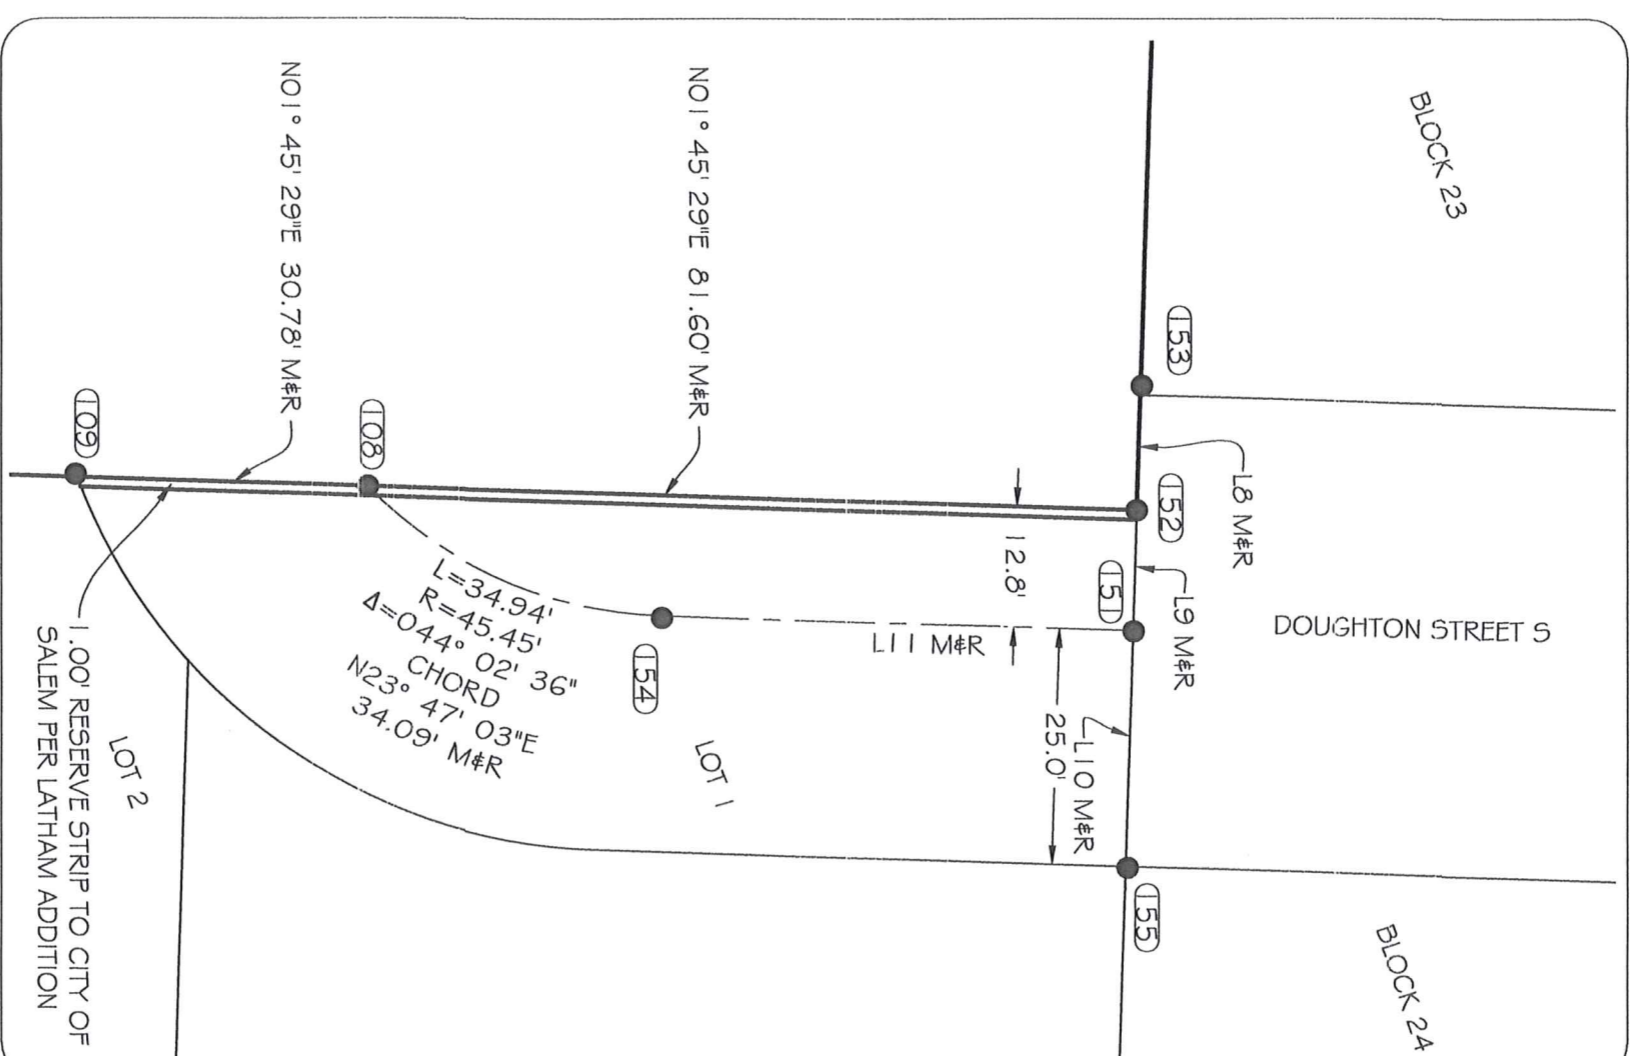 BLOCK 23
153
L8 M&R
152
L9 M&R
151
DOUGHTON STREET S
L10 M&R
25.0'
155
BLOCK 24
12.8'
L11 M&R
N01° 45' 29"E 81.60' M&R
154
LOT 1
L=34.94'
R=45.45'
Δ=044° 02' 36"
CHORD
N23° 47' 03"E
34.09' M&R
108
N01° 45' 29"E 30.78' M&R
109
LOT 2
1.00' RESERVE STRIP TO CITY OF
SALEM PER LATHAM ADDITION